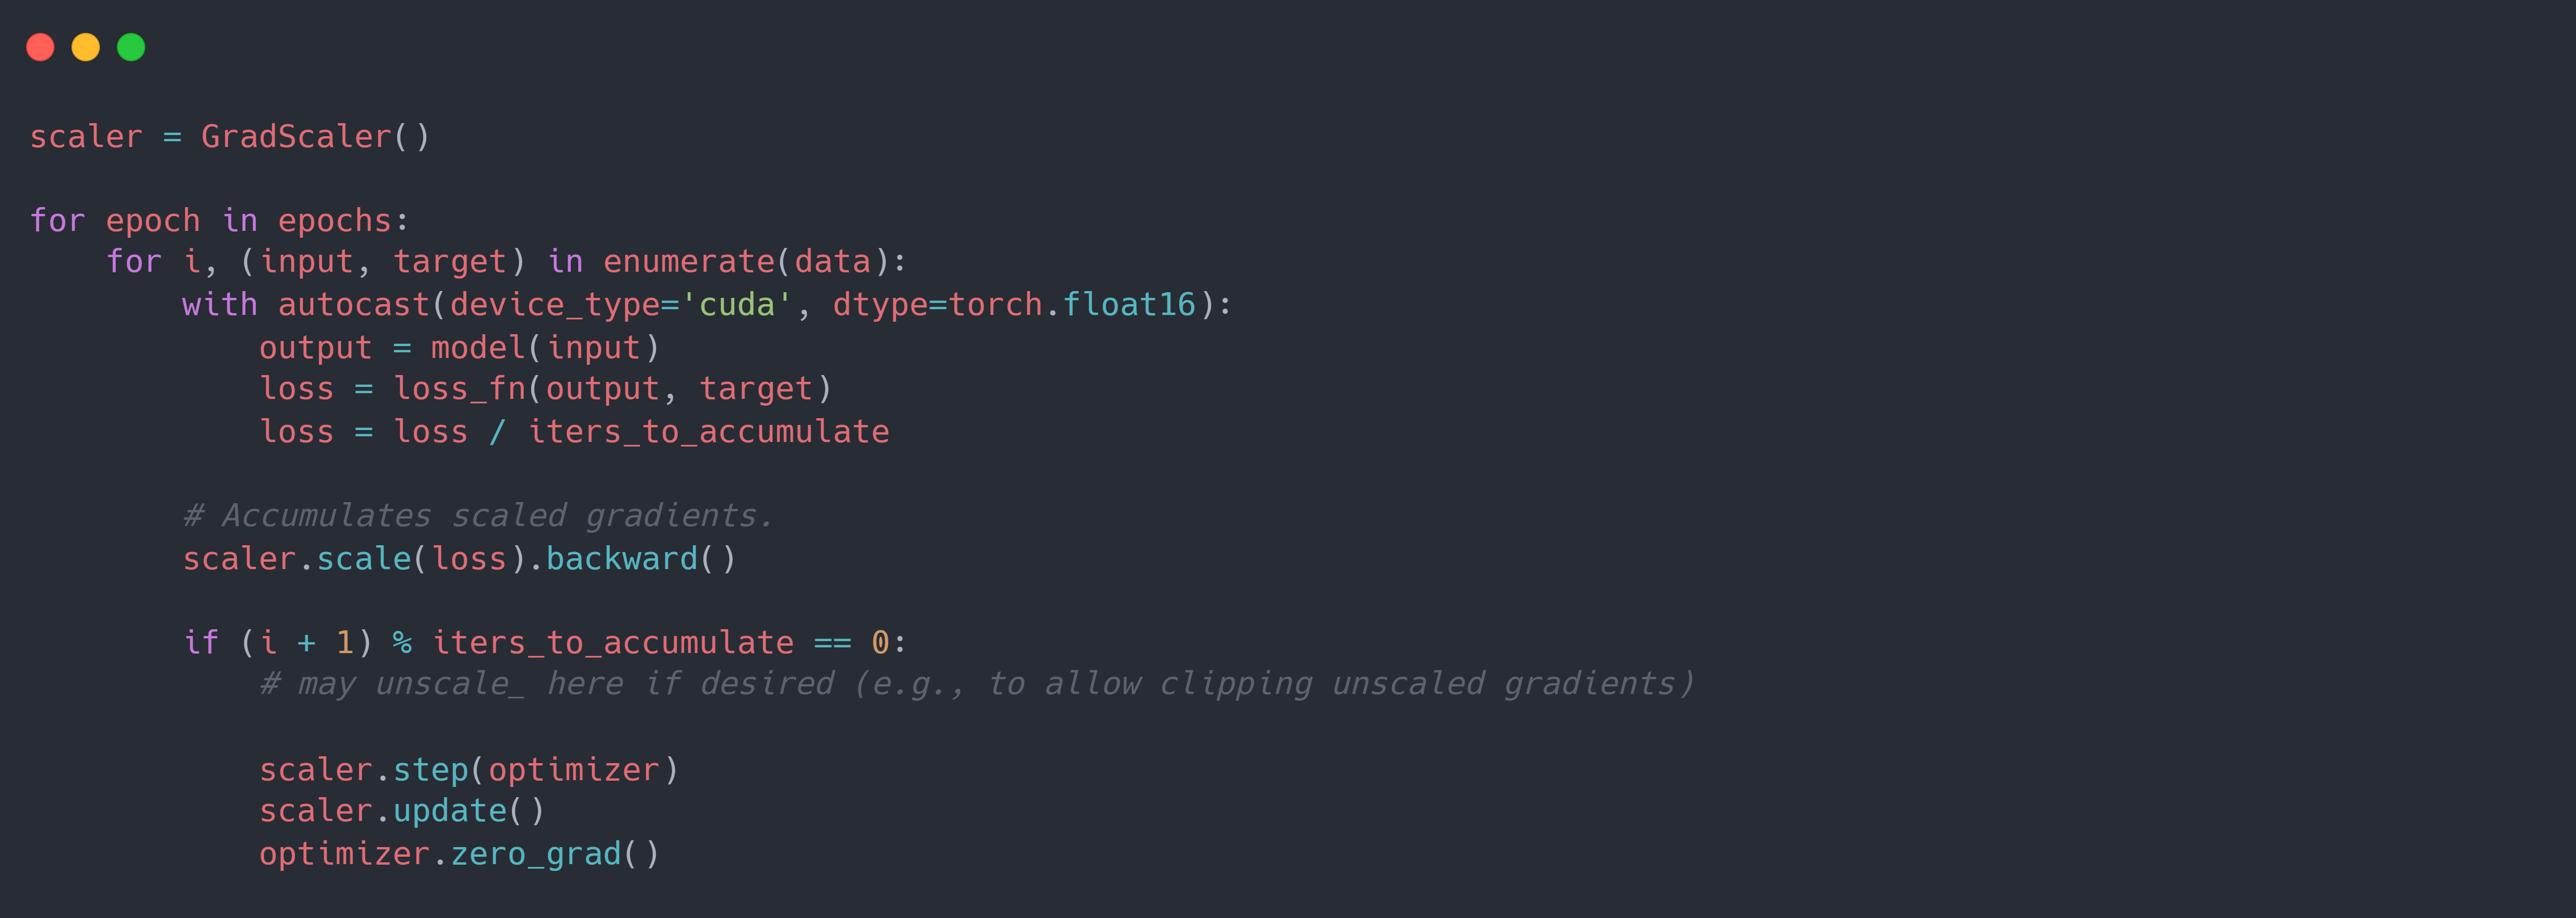 scaler = GradScaler()
for epoch in epochs:
    for i, (input, target) in enumerate(data):
        with autocast(device_type='cuda', dtype=torch.float16):
            output = model(input)
            loss = loss_fn(output, target)
            loss = loss / iters_to_accumulate
        # Accumulates scaled gradients.
        scaler.scale(loss).backward()
        if (i + 1) % iters_to_accumulate == 0:
            # may unscale_ here if desired (e.g., to allow clipping unscaled gradients)
            scaler.step(optimizer)
            scaler.update()
            optimizer.zero_grad()